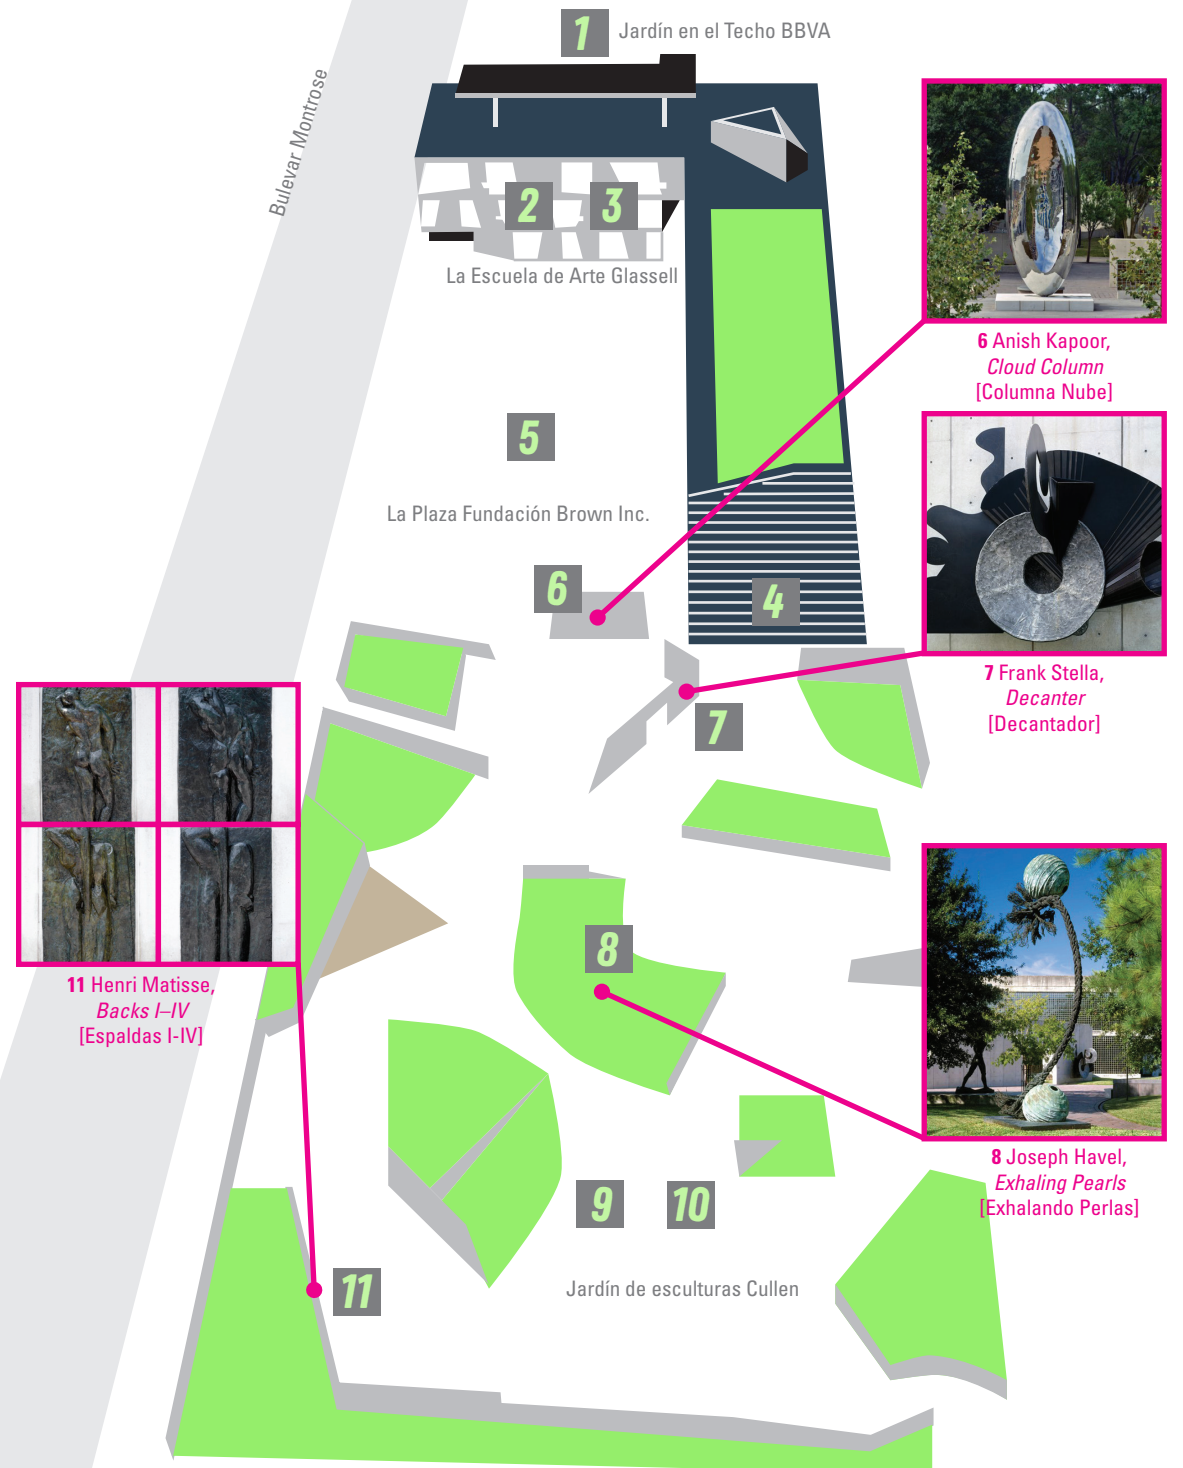 1
Jardín en el Techo BBVA
Bulevar Montrose
2
3
La Escuela de Arte Glassell
6 Anish Kapoor,
Cloud Column
[Columna Nube]
5
La Plaza Fundación Brown Inc.
6
4
7 Frank Stella,
Decanter
[Decantador]
7
8
11 Henri Matisse,
Backs I–IV
[Espaldas I-IV]
8 Joseph Havel,
Exhaling Pearls
[Exhalando Perlas]
9
10
11
Jardín de esculturas Cullen